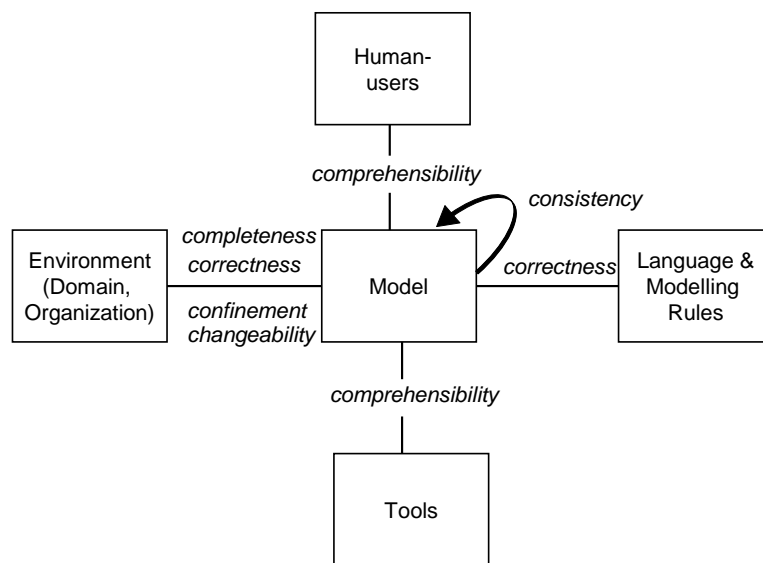 Human-
users
comprehensibility
consistency
completeness
correctness
confinement
changeability
Environment
(Domain,
Organization)
Model
correctness
Language &
Modelling
Rules
comprehensibility
Tools